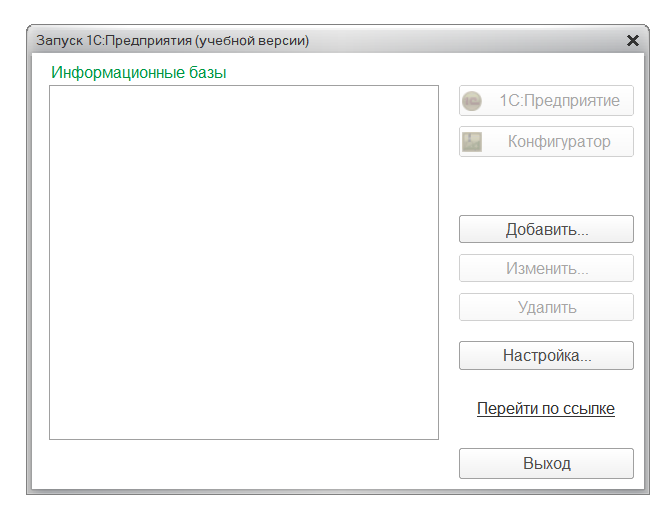 Запуск 1С:Предприятия (учебной версии)
Информационные базы
1С:Предприятие
Конфигуратор
Добавить...
Изменить...
Удалить
Настройка...
Перейти по ссылке
Выход